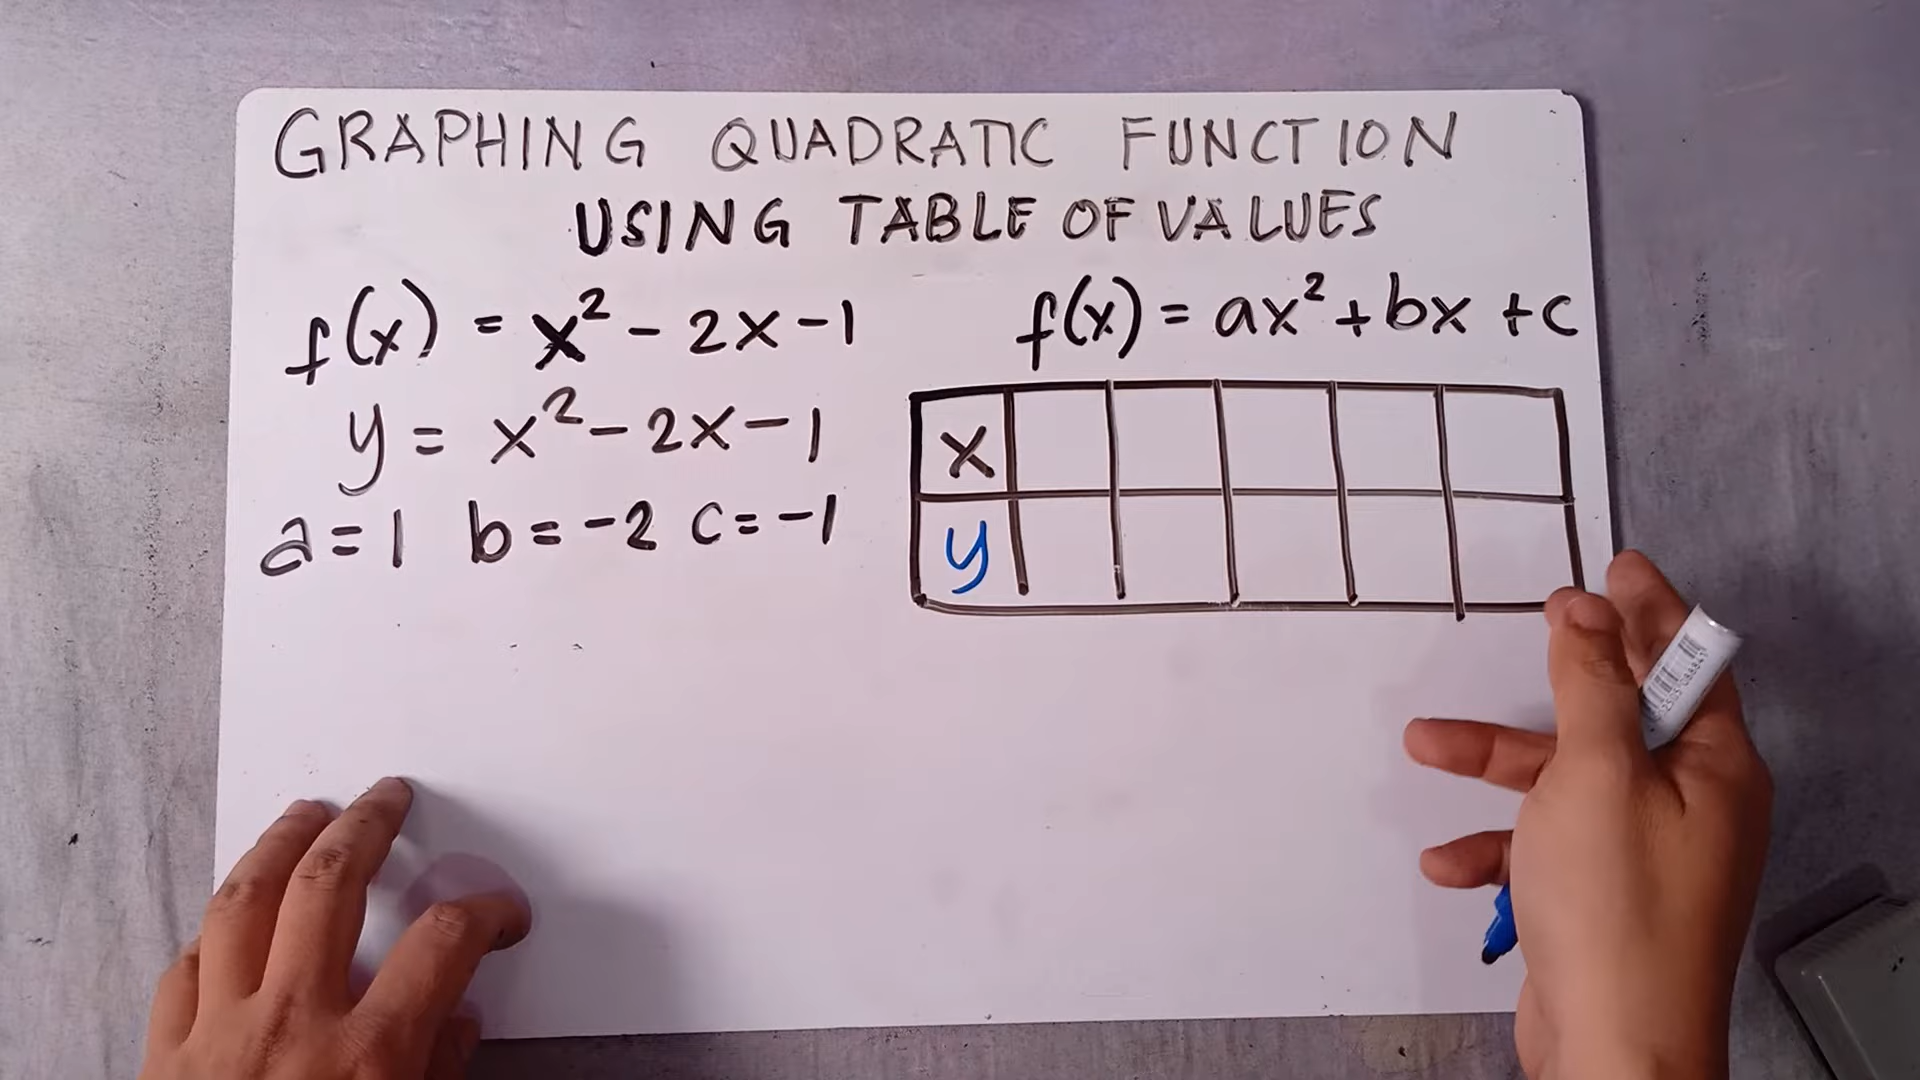 GRAPHING QUADRATIC FUNCTION
USING TABLE OF VALUES
f(x) = x² - 2x - 1
f(x) = ax² + bx + c
y = x² - 2x - 1
a = 1 b = -2 c = -1
x
y